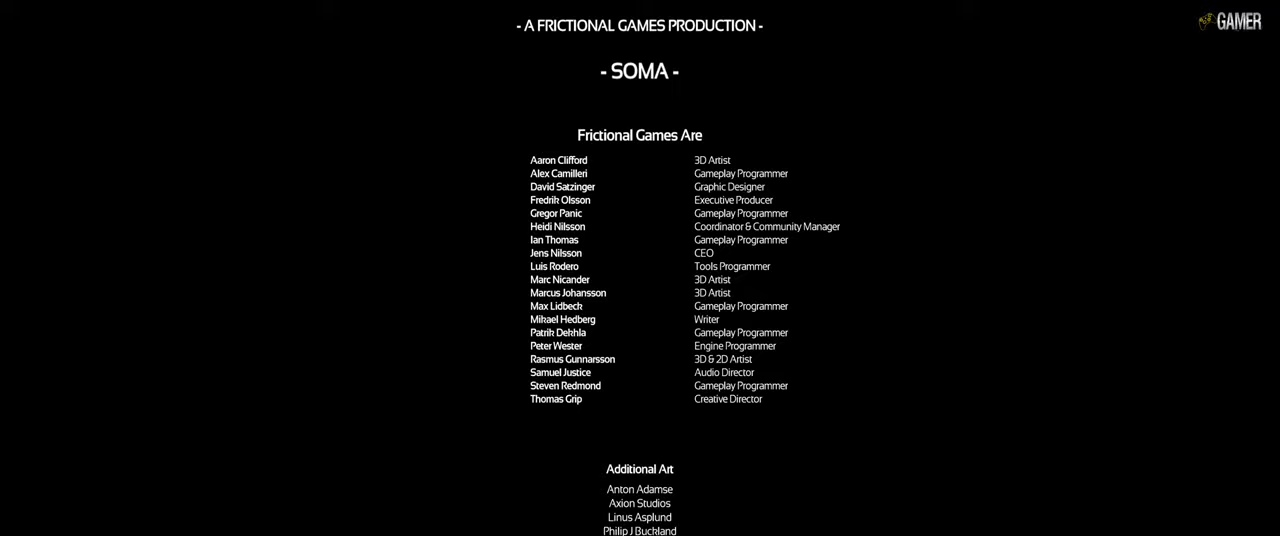 - A FRICTIONAL GAMES PRODUCTION -
GAMER
- SOMA -
Frictional Games Are
Aaron Clifford 3D Artist
Alex Camilleri Gameplay Programmer
David Satzinger Graphic Designer
Fredrik Olsson Executive Producer
Gregor Panic Gameplay Programmer
Heidi Nilsson Coordinator & Community Manager
Ian Thomas Gameplay Programmer
Jens Nilsson CEO
Luis Rodero Tools Programmer
Marc Nicander 3D Artist
Marcus Johansson 3D Artist
Max Lidbeck Gameplay Programmer
Mikael Hedberg Writer
Patrik Dekhla Gameplay Programmer
Peter Wester Engine Programmer
Rasmus Gunnarsson 3D & 2D Artist
Samuel Justice Audio Director
Steven Redmond Gameplay Programmer
Thomas Grip Creative Director
Additional Art
Anton Adamse
Axion Studios
Linus Asplund
Philip J Buckland